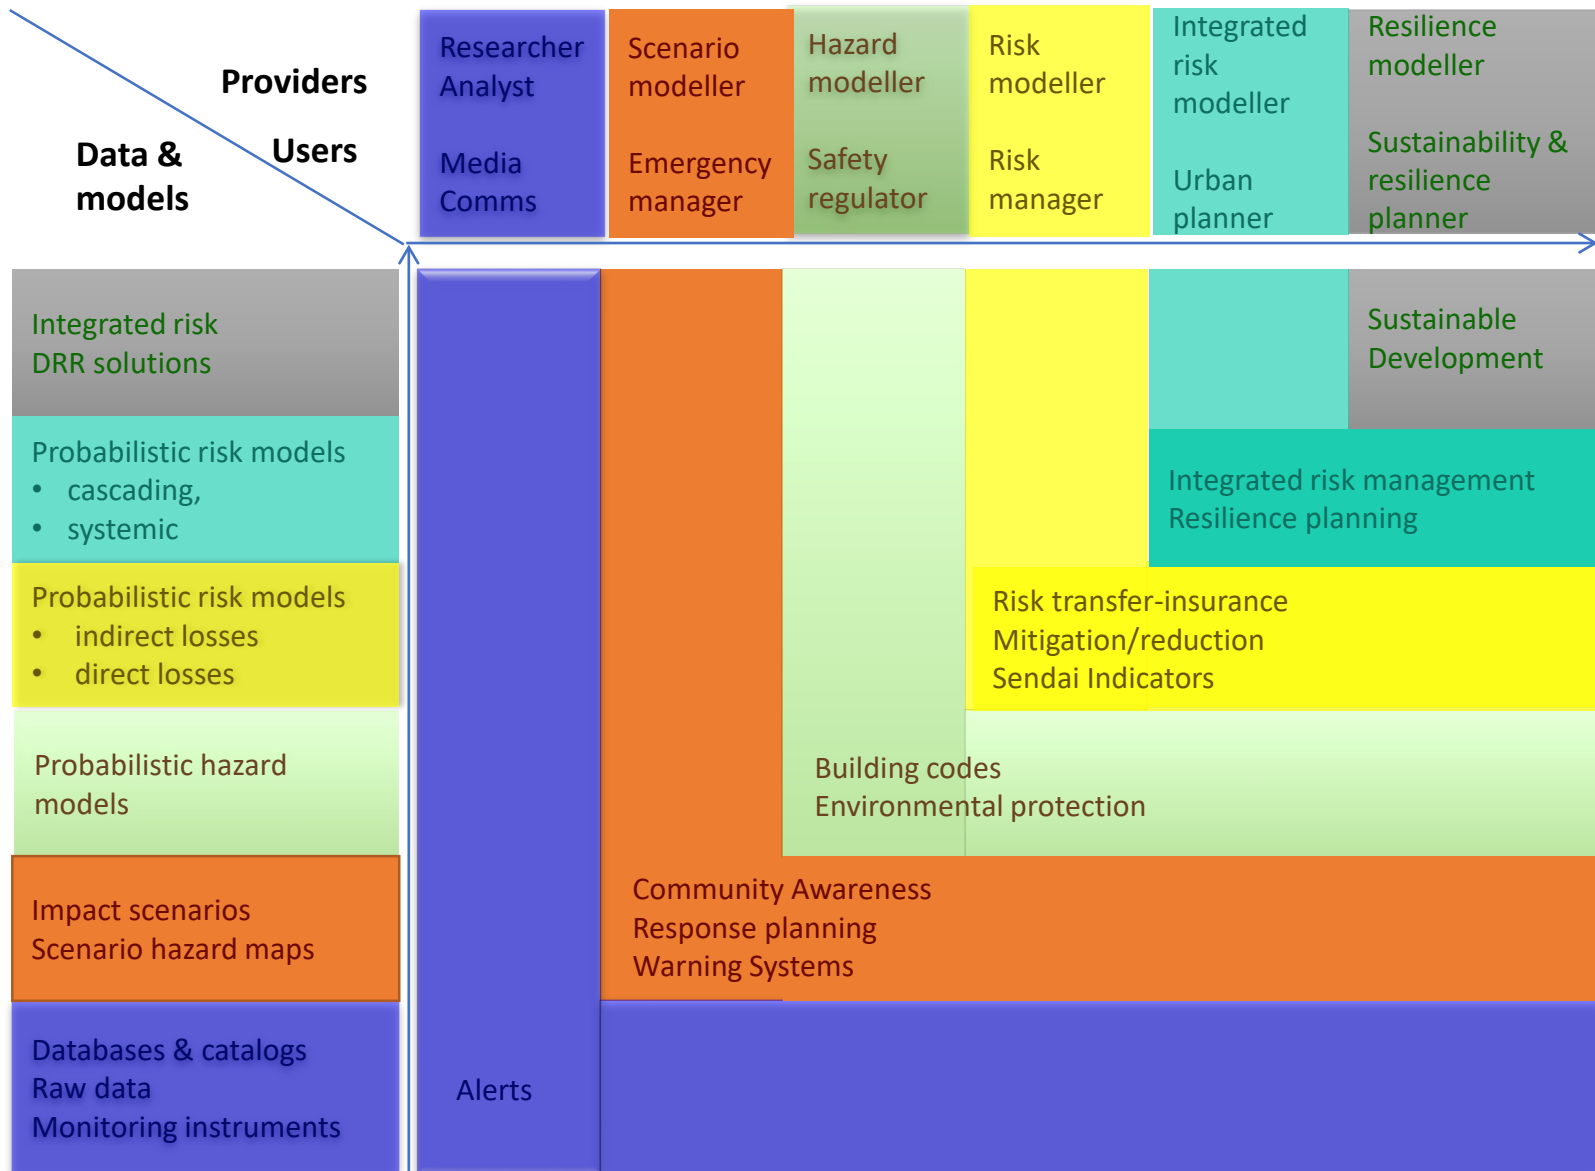 Providers
Users
Data &
models
Researcher
Analyst
Media
Comms
Scenario
modeller
Emergency
manager
Hazard
modeller
Safety
regulator
Risk
modeller
Risk
manager
Integrated
risk
modeller
Urban
planner
Resilience
modeller
Sustainability &
resilience
planner
Integrated risk
DRR solutions
Sustainable
Development
Probabilistic risk models
• cascading,
• systemic
Integrated risk management
Resilience planning
Probabilistic risk models
• indirect losses
• direct losses
Risk transfer-insurance
Mitigation/reduction
Sendai Indicators
Probabilistic hazard
models
Building codes
Environmental protection
Impact scenarios
Scenario hazard maps
Community Awareness
Response planning
Warning Systems
Databases & catalogs
Raw data
Monitoring instruments
Alerts